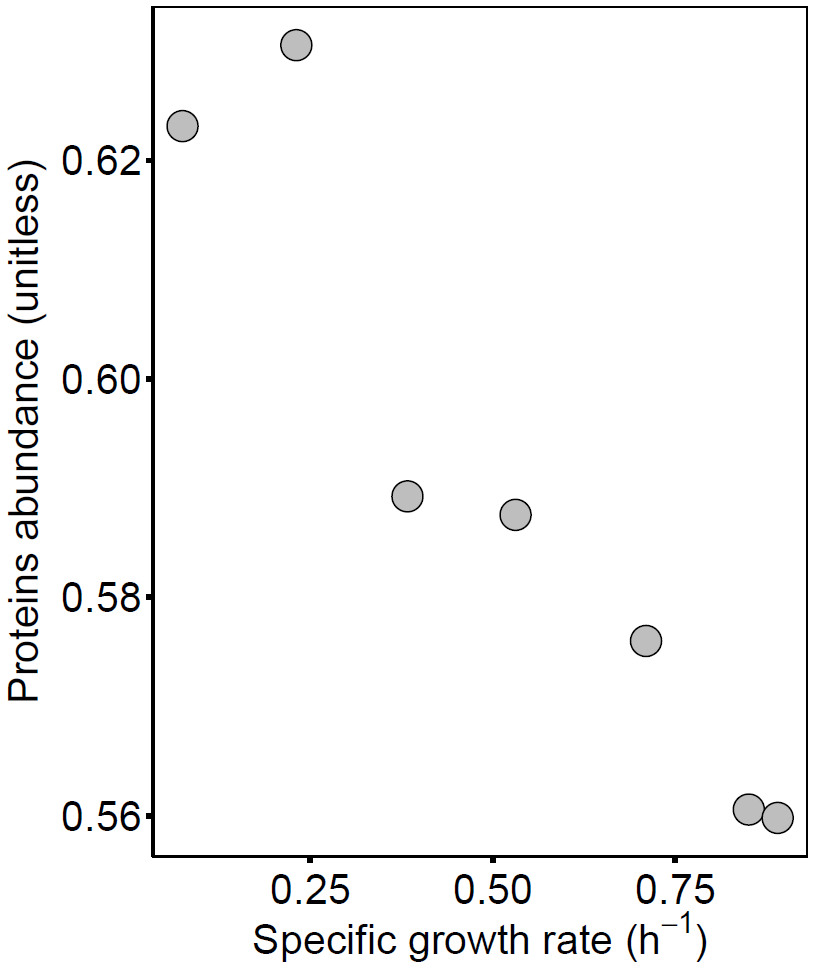 Proteins abundance (unitless)
0.62
0.60
0.58
0.56
0.25 0.50 0.75
Specific growth rate (h⁻¹)